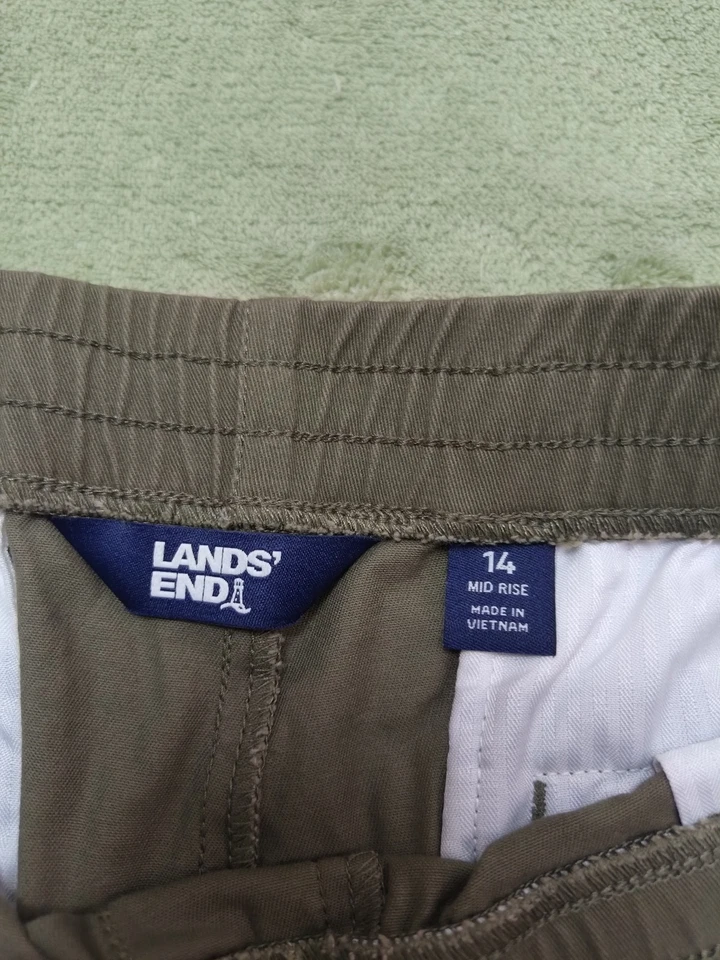 LANDS'
END
14
MID RISE
MADE IN
VIETNAM